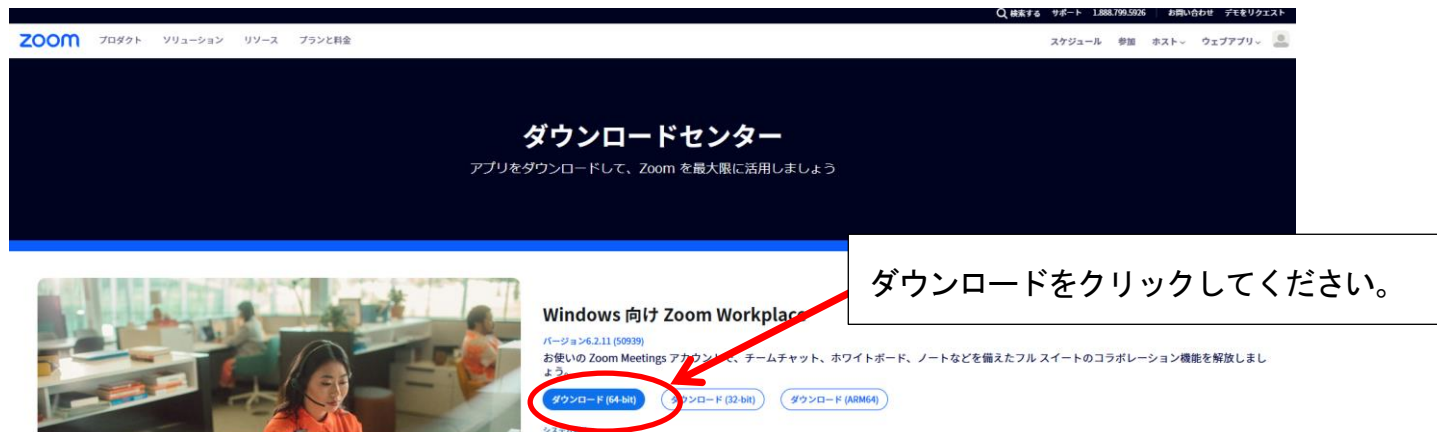 検索する サポート 1.888.799.5926 お問い合わせ デモをリクエスト
zoom プロダクト ソリューション リソース プランと料金 スケジュール 参加 ホスト ウェブアプリ
ダウンロードセンター
アプリをダウンロードして、Zoom を最大限に活用しましょう
ダウンロードをクリックしてください。
Windows 向け Zoom Workplace
バージョン6.2.11 (50939)
お使いの Zoom Meetings アカウントで、チームチャット、ホワイトボード、ノートなどを備えたフル スイートのコラボレーション機能を解放しまし
ょう。
ダウンロード (64-bit) ダウンロード (32-bit) ダウンロード (ARM64)